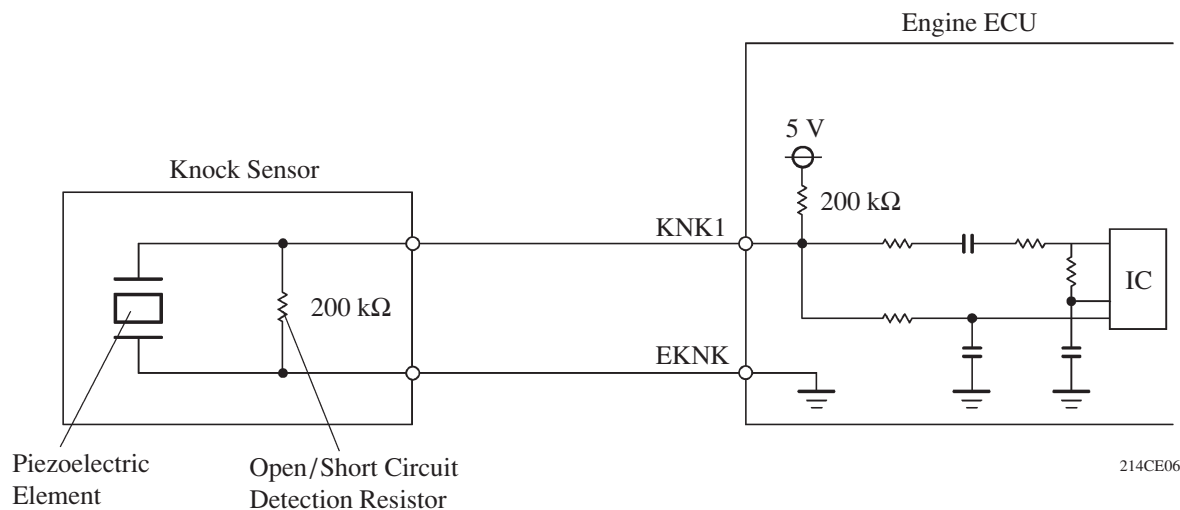 Engine ECU
5 V
Knock Sensor
200 kΩ
KNK1
IC
200 kΩ
EKNK
Piezoelectric
Element
Open/Short Circuit
Detection Resistor
214CE06